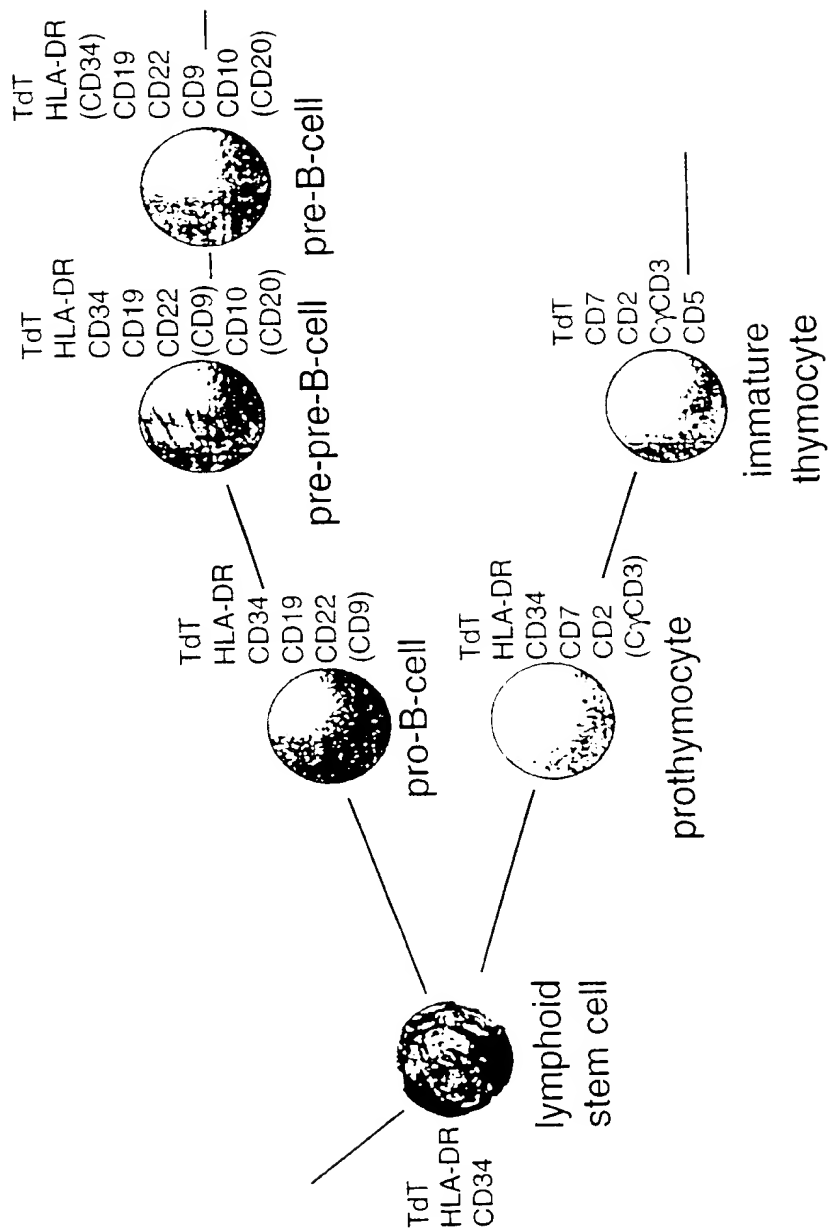 TdT
HLA-DR
CD34
lymphoid
stem cell
TdT
HLA-DR
CD34
CD19
CD22
(CD9)
pro-B-cell
TdT
HLA-DR
CD34
CD19
CD22
(CD9)
CD10
(CD20)
pre-pre-B-cell
TdT
HLA-DR
(CD34)
CD19
CD22
CD9
CD10
(CD20)
pre-B-cell
TdT
HLA-DR
CD34
CD7
CD2
(CγCD3)
prothymocyte
TdT
CD7
CD2
CγCD3
CD5
immature
thymocyte